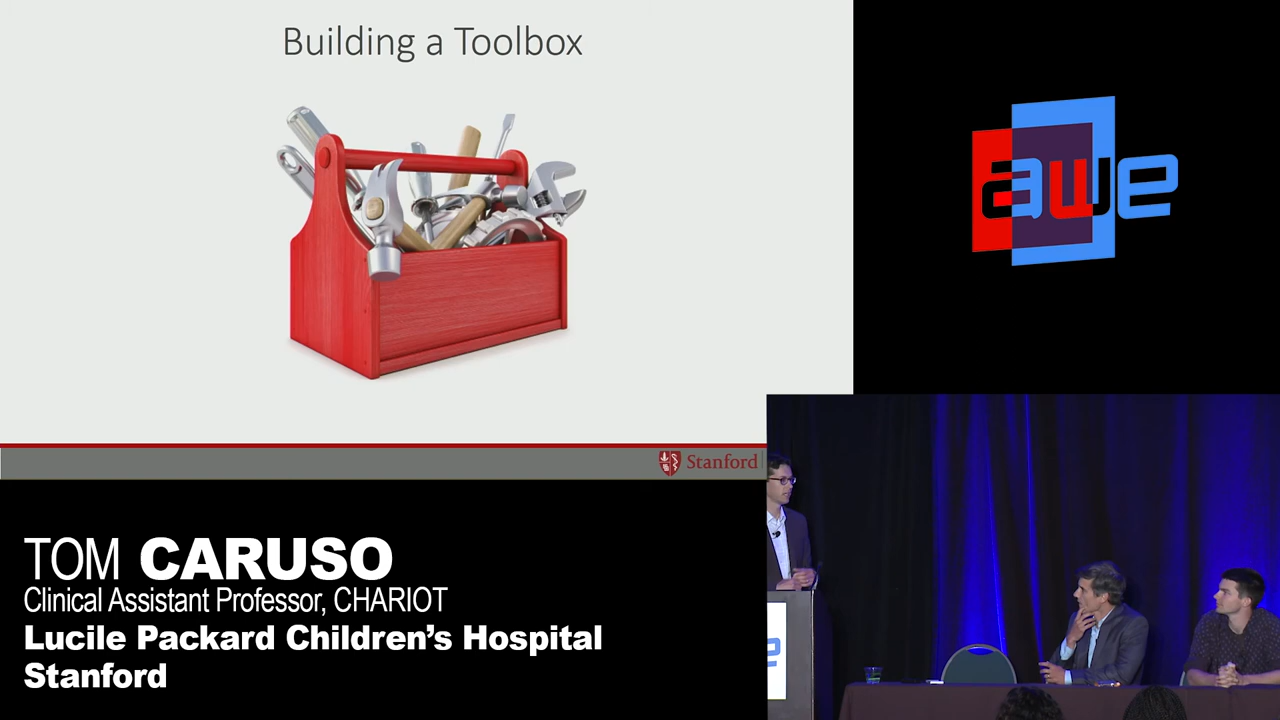 Building a Toolbox
awe
Stanford
TOM CARUSO
Clinical Assistant Professor, CHARIOT
Lucile Packard Children's Hospital
Stanford
e